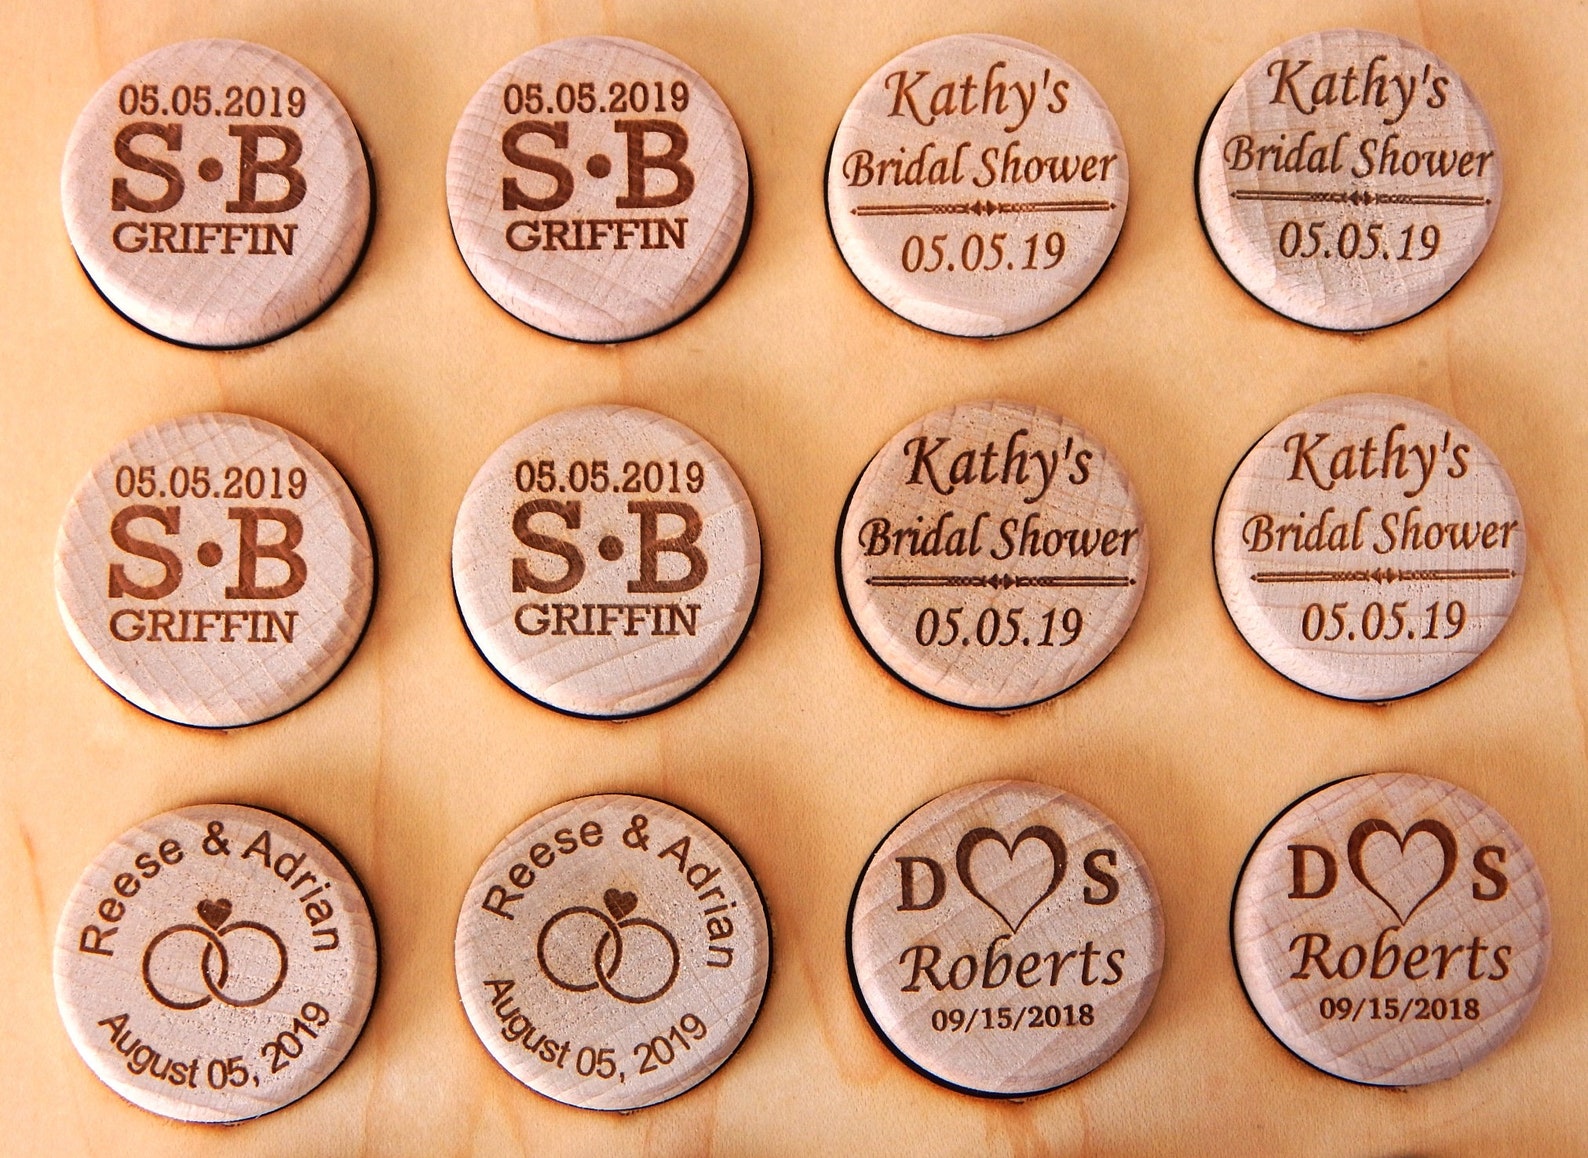 05.05.2019
S•B
GRIFFIN
05.05.2019
S•B
GRIFFIN
Kathy's
Bridal Shower
05.05.19
Kathy's
Bridal Shower
05.05.19
05.05.2019
S•B
GRIFFIN
05.05.2019
S•B
GRIFFIN
Kathy's
Bridal Shower
05.05.19
Kathy's
Bridal Shower
05.05.19
Reese & Adrian
August 05, 2019
Reese & Adrian
August 05, 2019
D S
Roberts
09/15/2018
D S
Roberts
09/15/2018